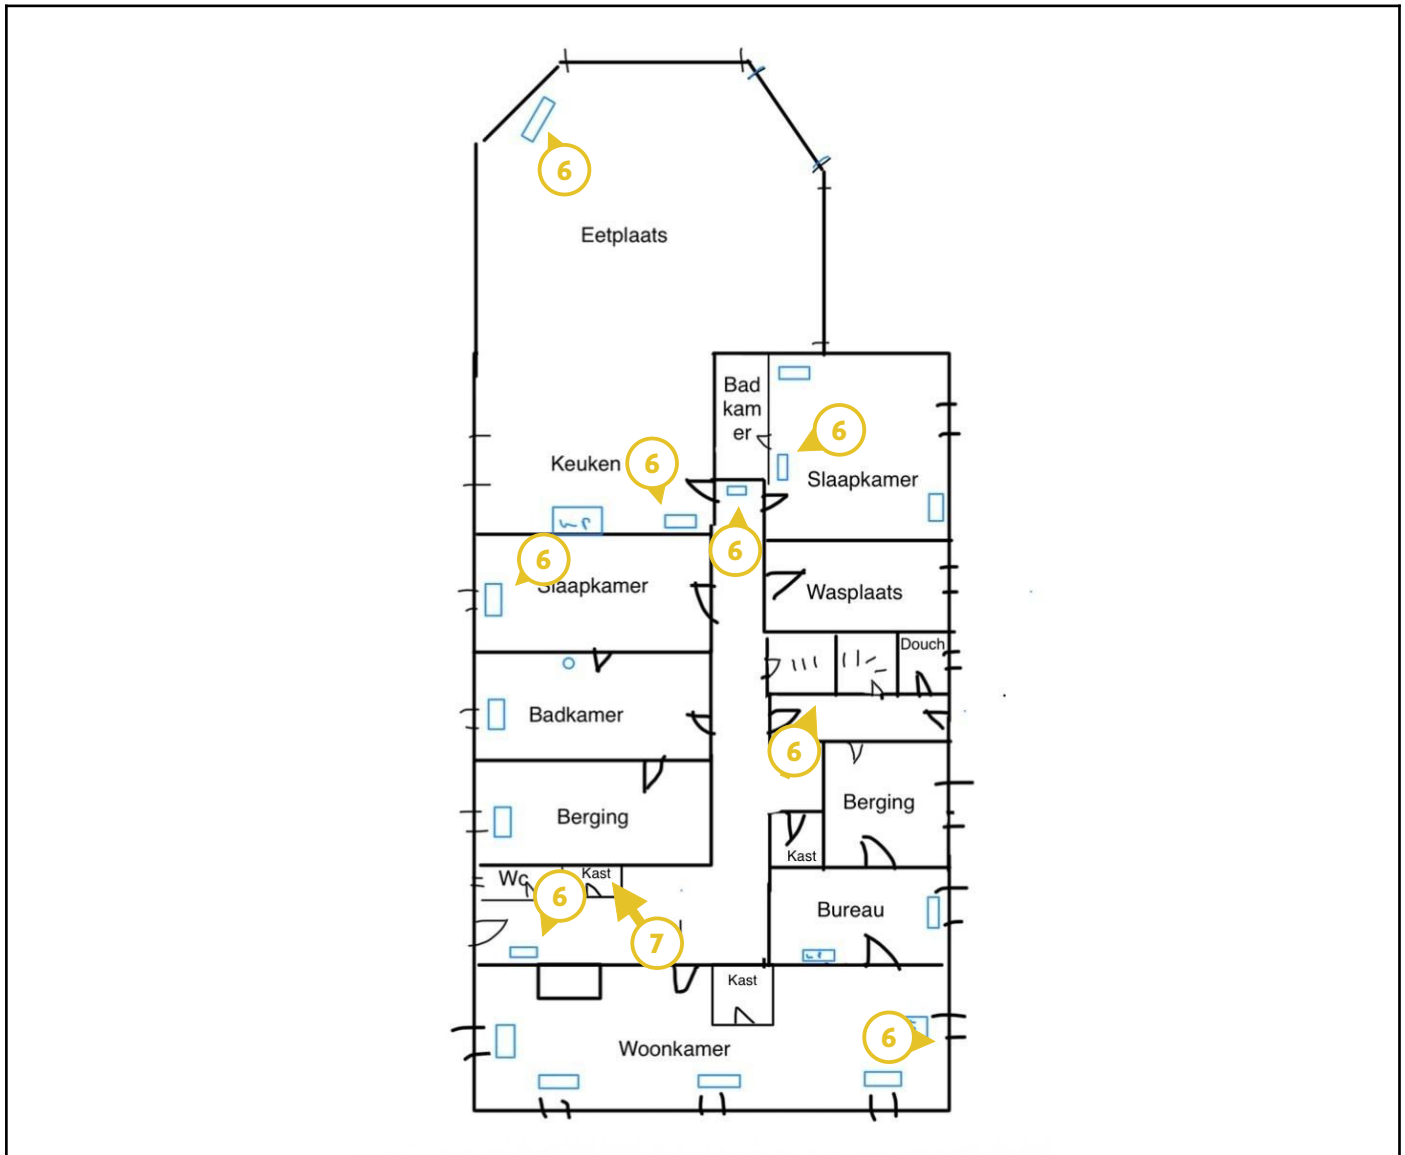 6
Eetplaats
Bad
kam
er
6
Keuken
6
Slaapkamer
6
6
Slaapkamer
Wasplaats
Douch
Badkamer
6
Berging
Berging
Kast
Wc
Kast
6
Bureau
7
Kast
6
Woonkamer